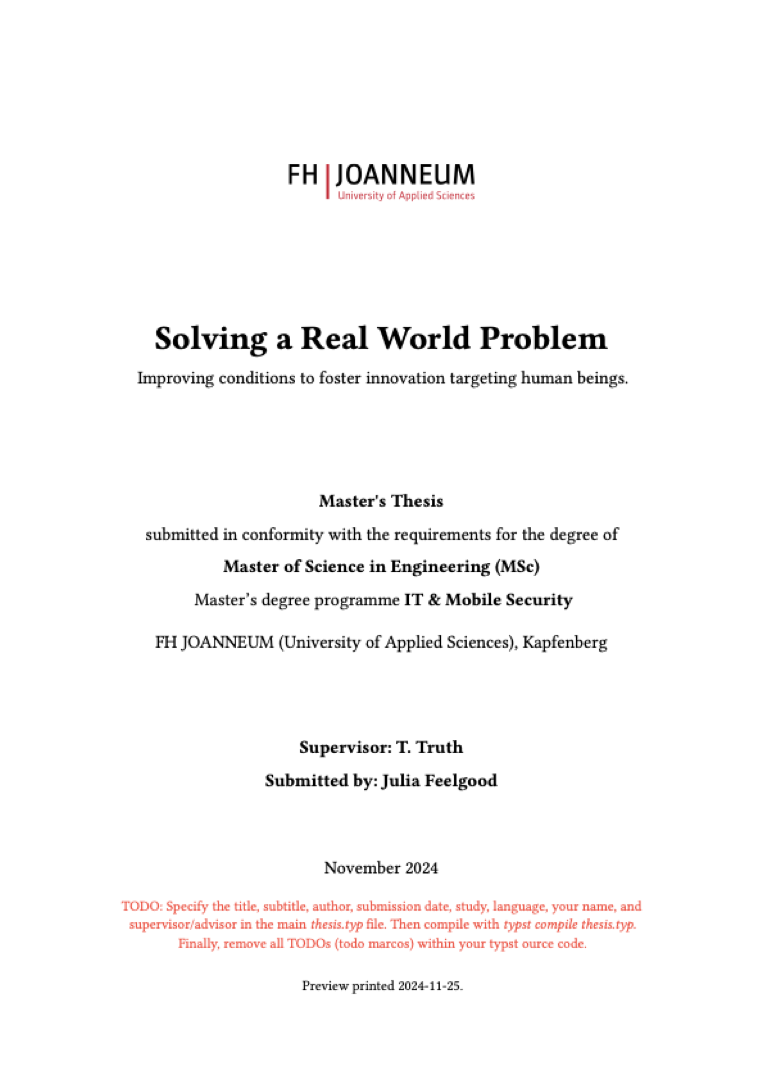 FH | JOANNEUM
University of Applied Sciences
Solving a Real World Problem
Improving conditions to foster innovation targeting human beings.
Master's Thesis
submitted in conformity with the requirements for the degree of
Master of Science in Engineering (MSc)
Master’s degree programme IT & Mobile Security
FH JOANNEUM (University of Applied Sciences), Kapfenberg
Supervisor: T. Truth
Submitted by: Julia Feelgood
November 2024
TODO: Specify the title, subtitle, author, submission date, study, language, your name, and
supervisor/advisor in the main thesis.typ file. Then compile with typst compile thesis.typ.
Finally, remove all TODOs (todo marcos) within your typst ource code.
Preview printed 2024-11-25.